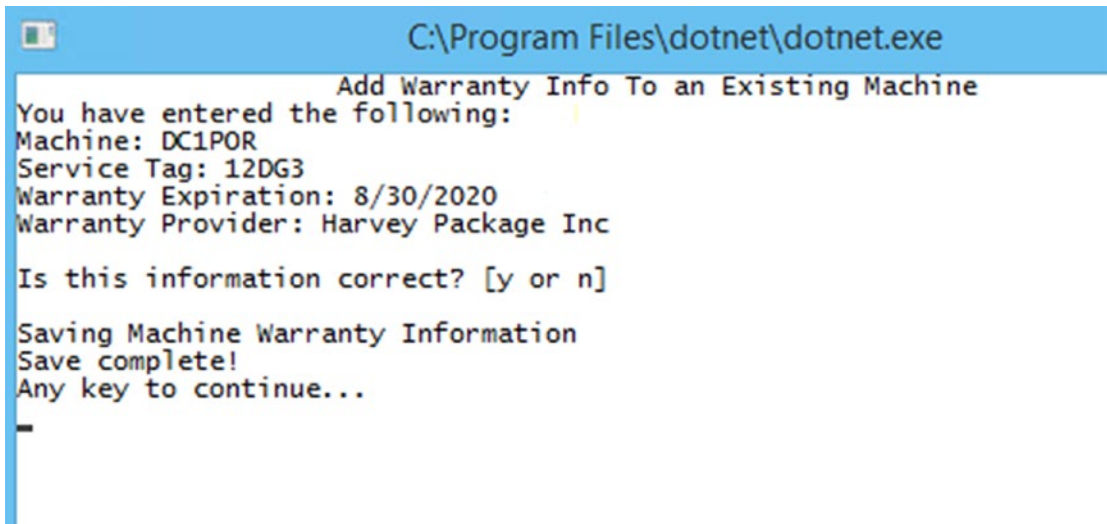 C:\Program Files\dotnet\dotnet.exe
Add Warranty Info To an Existing Machine
You have entered the following:
Machine: DC1POR
Service Tag: 12DG3
Warranty Expiration: 8/30/2020
Warranty Provider: Harvey Package Inc
Is this information correct? [y or n]
Saving Machine Warranty Information
Save complete!
Any key to continue...